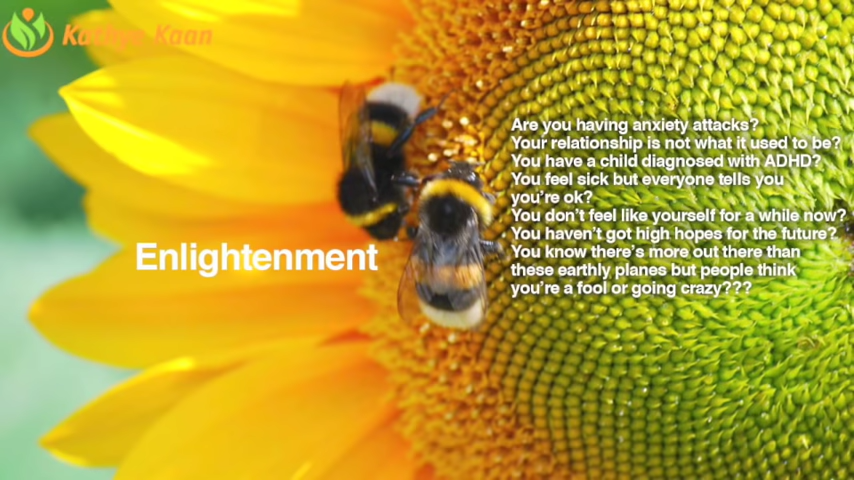 Kathye Kaan
Enlightenment
Are you having anxiety attacks?
Your relationship is not what it used to be?
You have a child diagnosed with ADHD?
You feel sick but everyone tells you
you're ok?
You don't feel like yourself for a while now?
You haven't got high hopes for the future?
You know there's more out there than
these earthly planes but people think
you're a fool or going crazy???